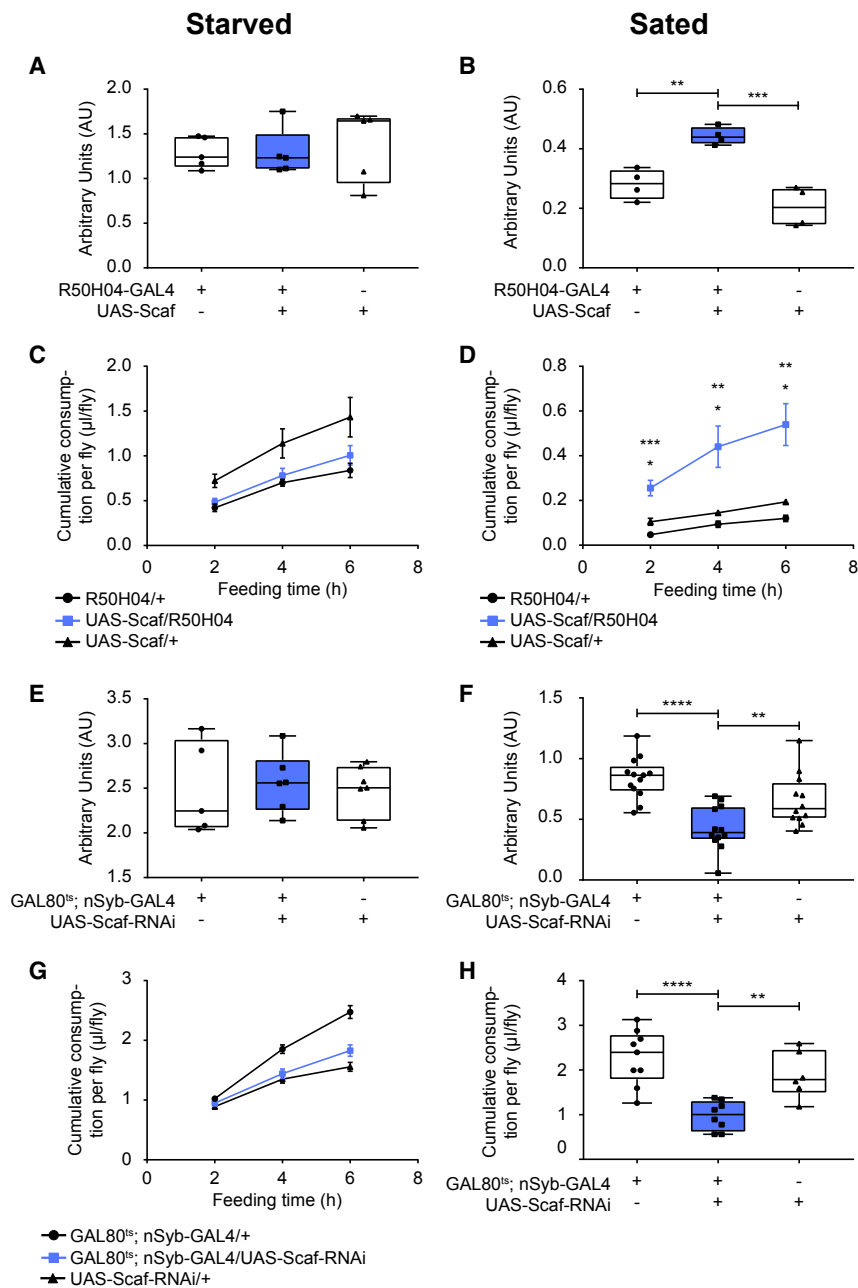 Starved
Sated
A
Arbitrary Units (AU)
2.0
1.5
1.0
0.5
0.0
R50H04-GAL4 + + -
UAS-Scaf - + +
B
Arbitrary Units (AU)
0.6
0.4
0.2
0.0
** ***
R50H04-GAL4 + + -
UAS-Scaf - + +
C
Cumulative consump-
tion per fly (µl/fly)
2.0
1.5
1.0
0.5
0.0
0 2 4 6 8
Feeding time (h)
R50H04/+
UAS-Scaf/R50H04
UAS-Scaf/+
D
Cumulative consump-
tion per fly (µl/fly)
0.8
0.6
0.4
0.2
0.0
*** ** **
* * *
0 2 4 6 8
Feeding time (h)
R50H04/+
UAS-Scaf/R50H04
UAS-Scaf/+
E
Arbitrary Units (AU)
3.5
3.0
2.5
2.0
1.5
GAL80ts; nSyb-GAL4 + + -
UAS-Scaf-RNAi - + +
F
Arbitrary Units (AU)
1.5
1.0
0.5
0.0
**** **
GAL80ts; nSyb-GAL4 + + -
UAS-Scaf-RNAi - + +
G
Cumulative consump-
tion per fly (µl/fly)
3
2
1
0
0 2 4 6 8
Feeding time (h)
GAL80ts; nSyb-GAL4/+
GAL80ts; nSyb-GAL4/UAS-Scaf-RNAi
UAS-Scaf-RNAi/+
H
Cumulative consump-
tion per fly (µl/fly)
4
3
2
1
0
**** **
GAL80ts; nSyb-GAL4 + + -
UAS-Scaf-RNAi - + +